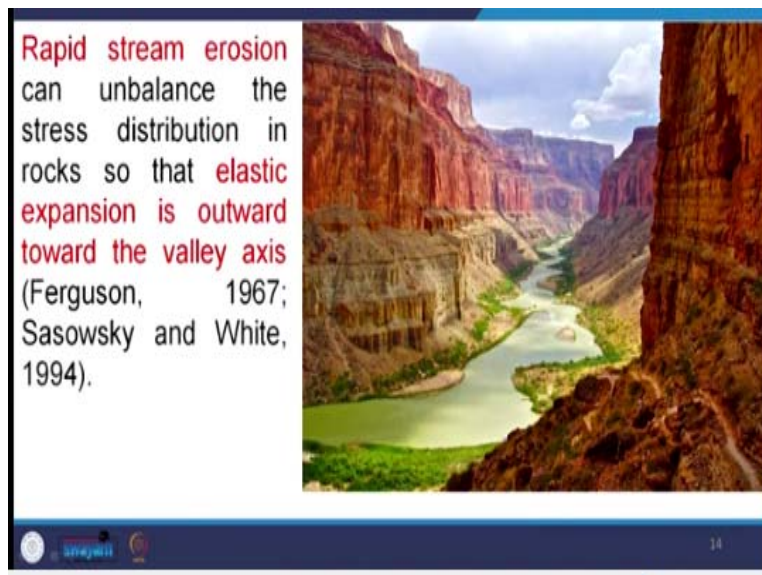 Rapid stream erosion
can unbalance the
stress distribution in
rocks so that elastic
expansion is outward
toward the valley axis
(Ferguson, 1967;
Sasowsky and White,
1994).
swayam
14